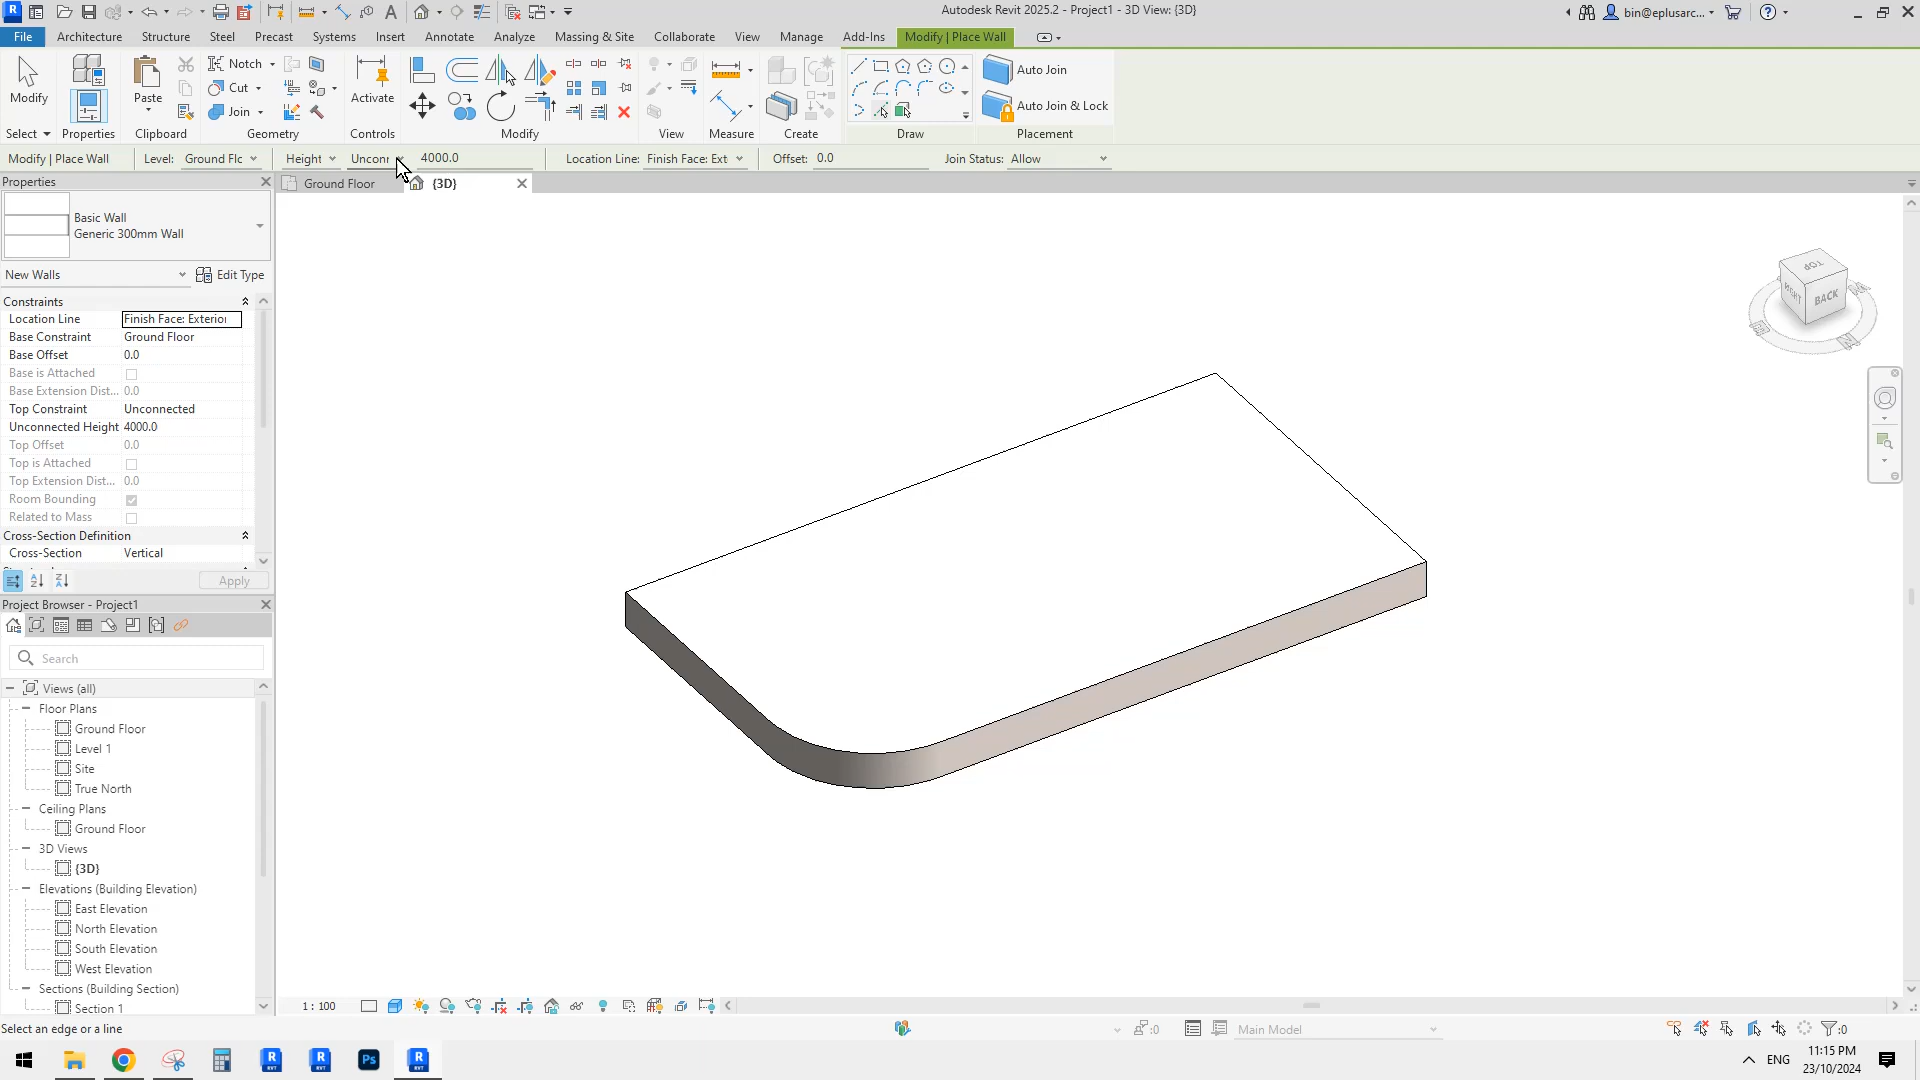 Autodesk Revit 2025.2 - Project1 - 3D View: {3D}
bin@eplusarc...
File
Architecture
Structure
Steel
Precast
Systems
Insert
Annotate
Analyze
Massing & Site
Collaborate
View
Manage
Add-Ins
Modify | Place Wall
Modify
Paste
Notch
Cut
Join
Activate
Auto Join
Auto Join & Lock
Select
Properties
Clipboard
Geometry
Controls
Modify
View
Measure
Create
Draw
Placement
Modify | Place Wall
Level: Ground Flc
Height
Unconr
4000.0
Location Line: Finish Face: Ext
Offset: 0.0
Join Status: Allow
Properties
Ground Floor
{3D}
Basic Wall
Generic 300mm Wall
New Walls
Edit Type
Constraints
Location Line Finish Face: Exterior
Base Constraint Ground Floor
Base Offset 0.0
Base is Attached
Base Extension Dist... 0.0
Top Constraint Unconnected
Unconnected Height 4000.0
Top Offset 0.0
Top is Attached
Top Extension Dist... 0.0
Room Bounding
Related to Mass
Cross-Section Definition
Cross-Section Vertical
Apply
Project Browser - Project1
Search
Views (all)
Floor Plans
Ground Floor
Level 1
Site
True North
Ceiling Plans
Ground Floor
3D Views
{3D}
Elevations (Building Elevation)
East Elevation
North Elevation
South Elevation
West Elevation
Sections (Building Section)
Section 1
TOP
RIGHT
BACK
E
N
1 : 100
Select an edge or a line
:0
Main Model
:0
ENG
11:15 PM
23/10/2024